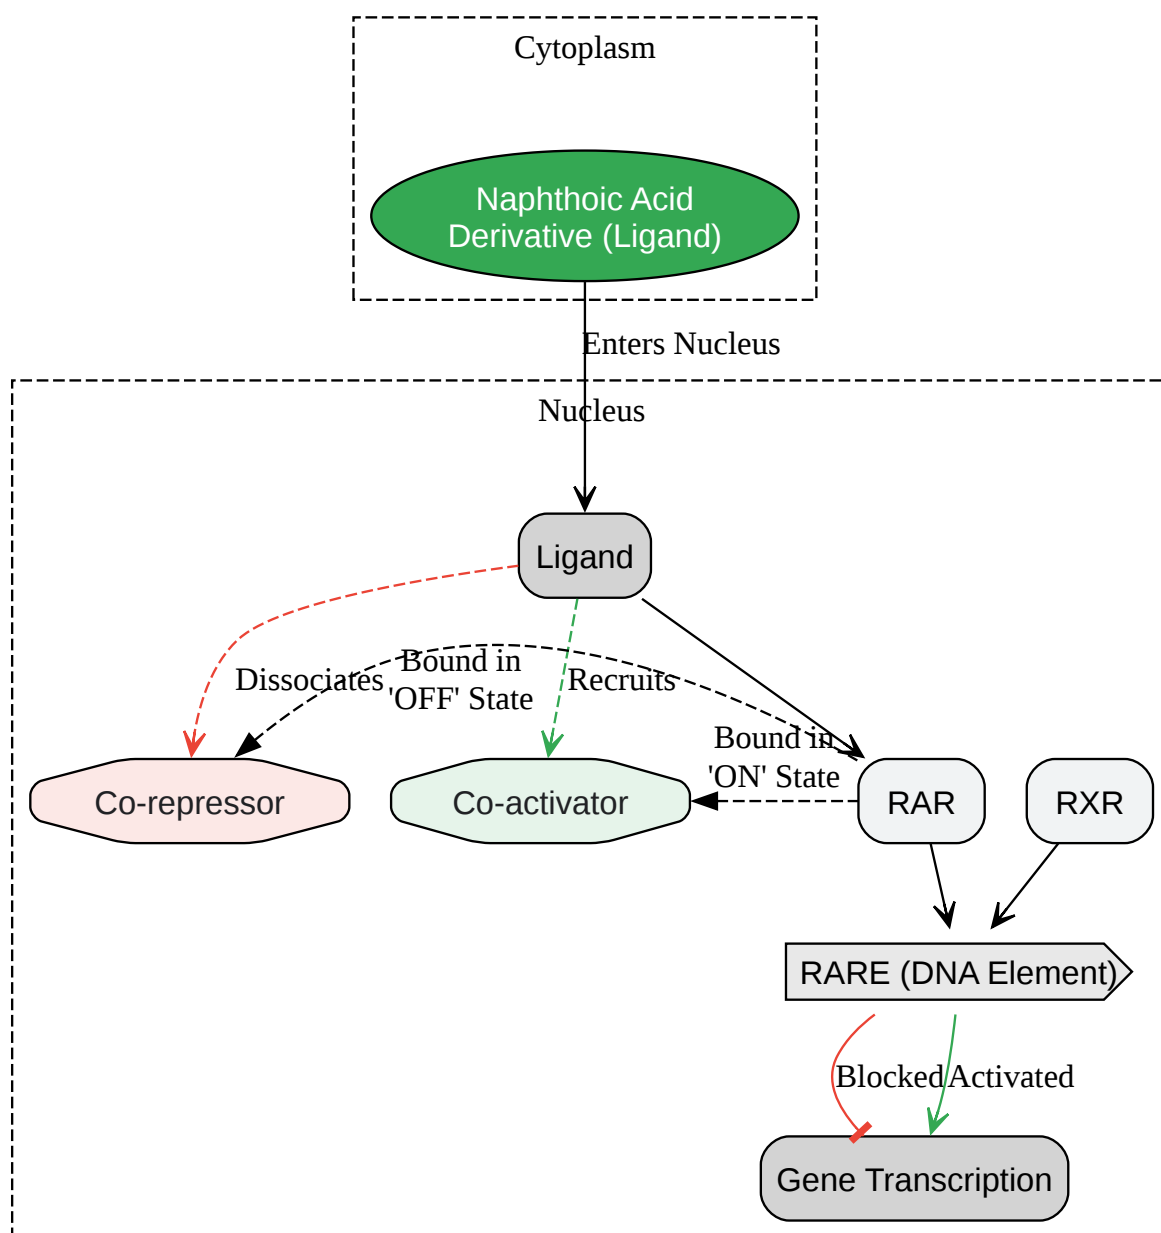 Cytoplasm
Naphthoic Acid
Derivative (Ligand)
Enters Nucleus
Nucleus
Ligand
Dissociates
Bound in
'OFF' State
Recruits
Bound in
'ON' State
Co-repressor
Co-activator
RAR
RXR
RARE (DNA Element)
Blocked
Activated
Gene Transcription